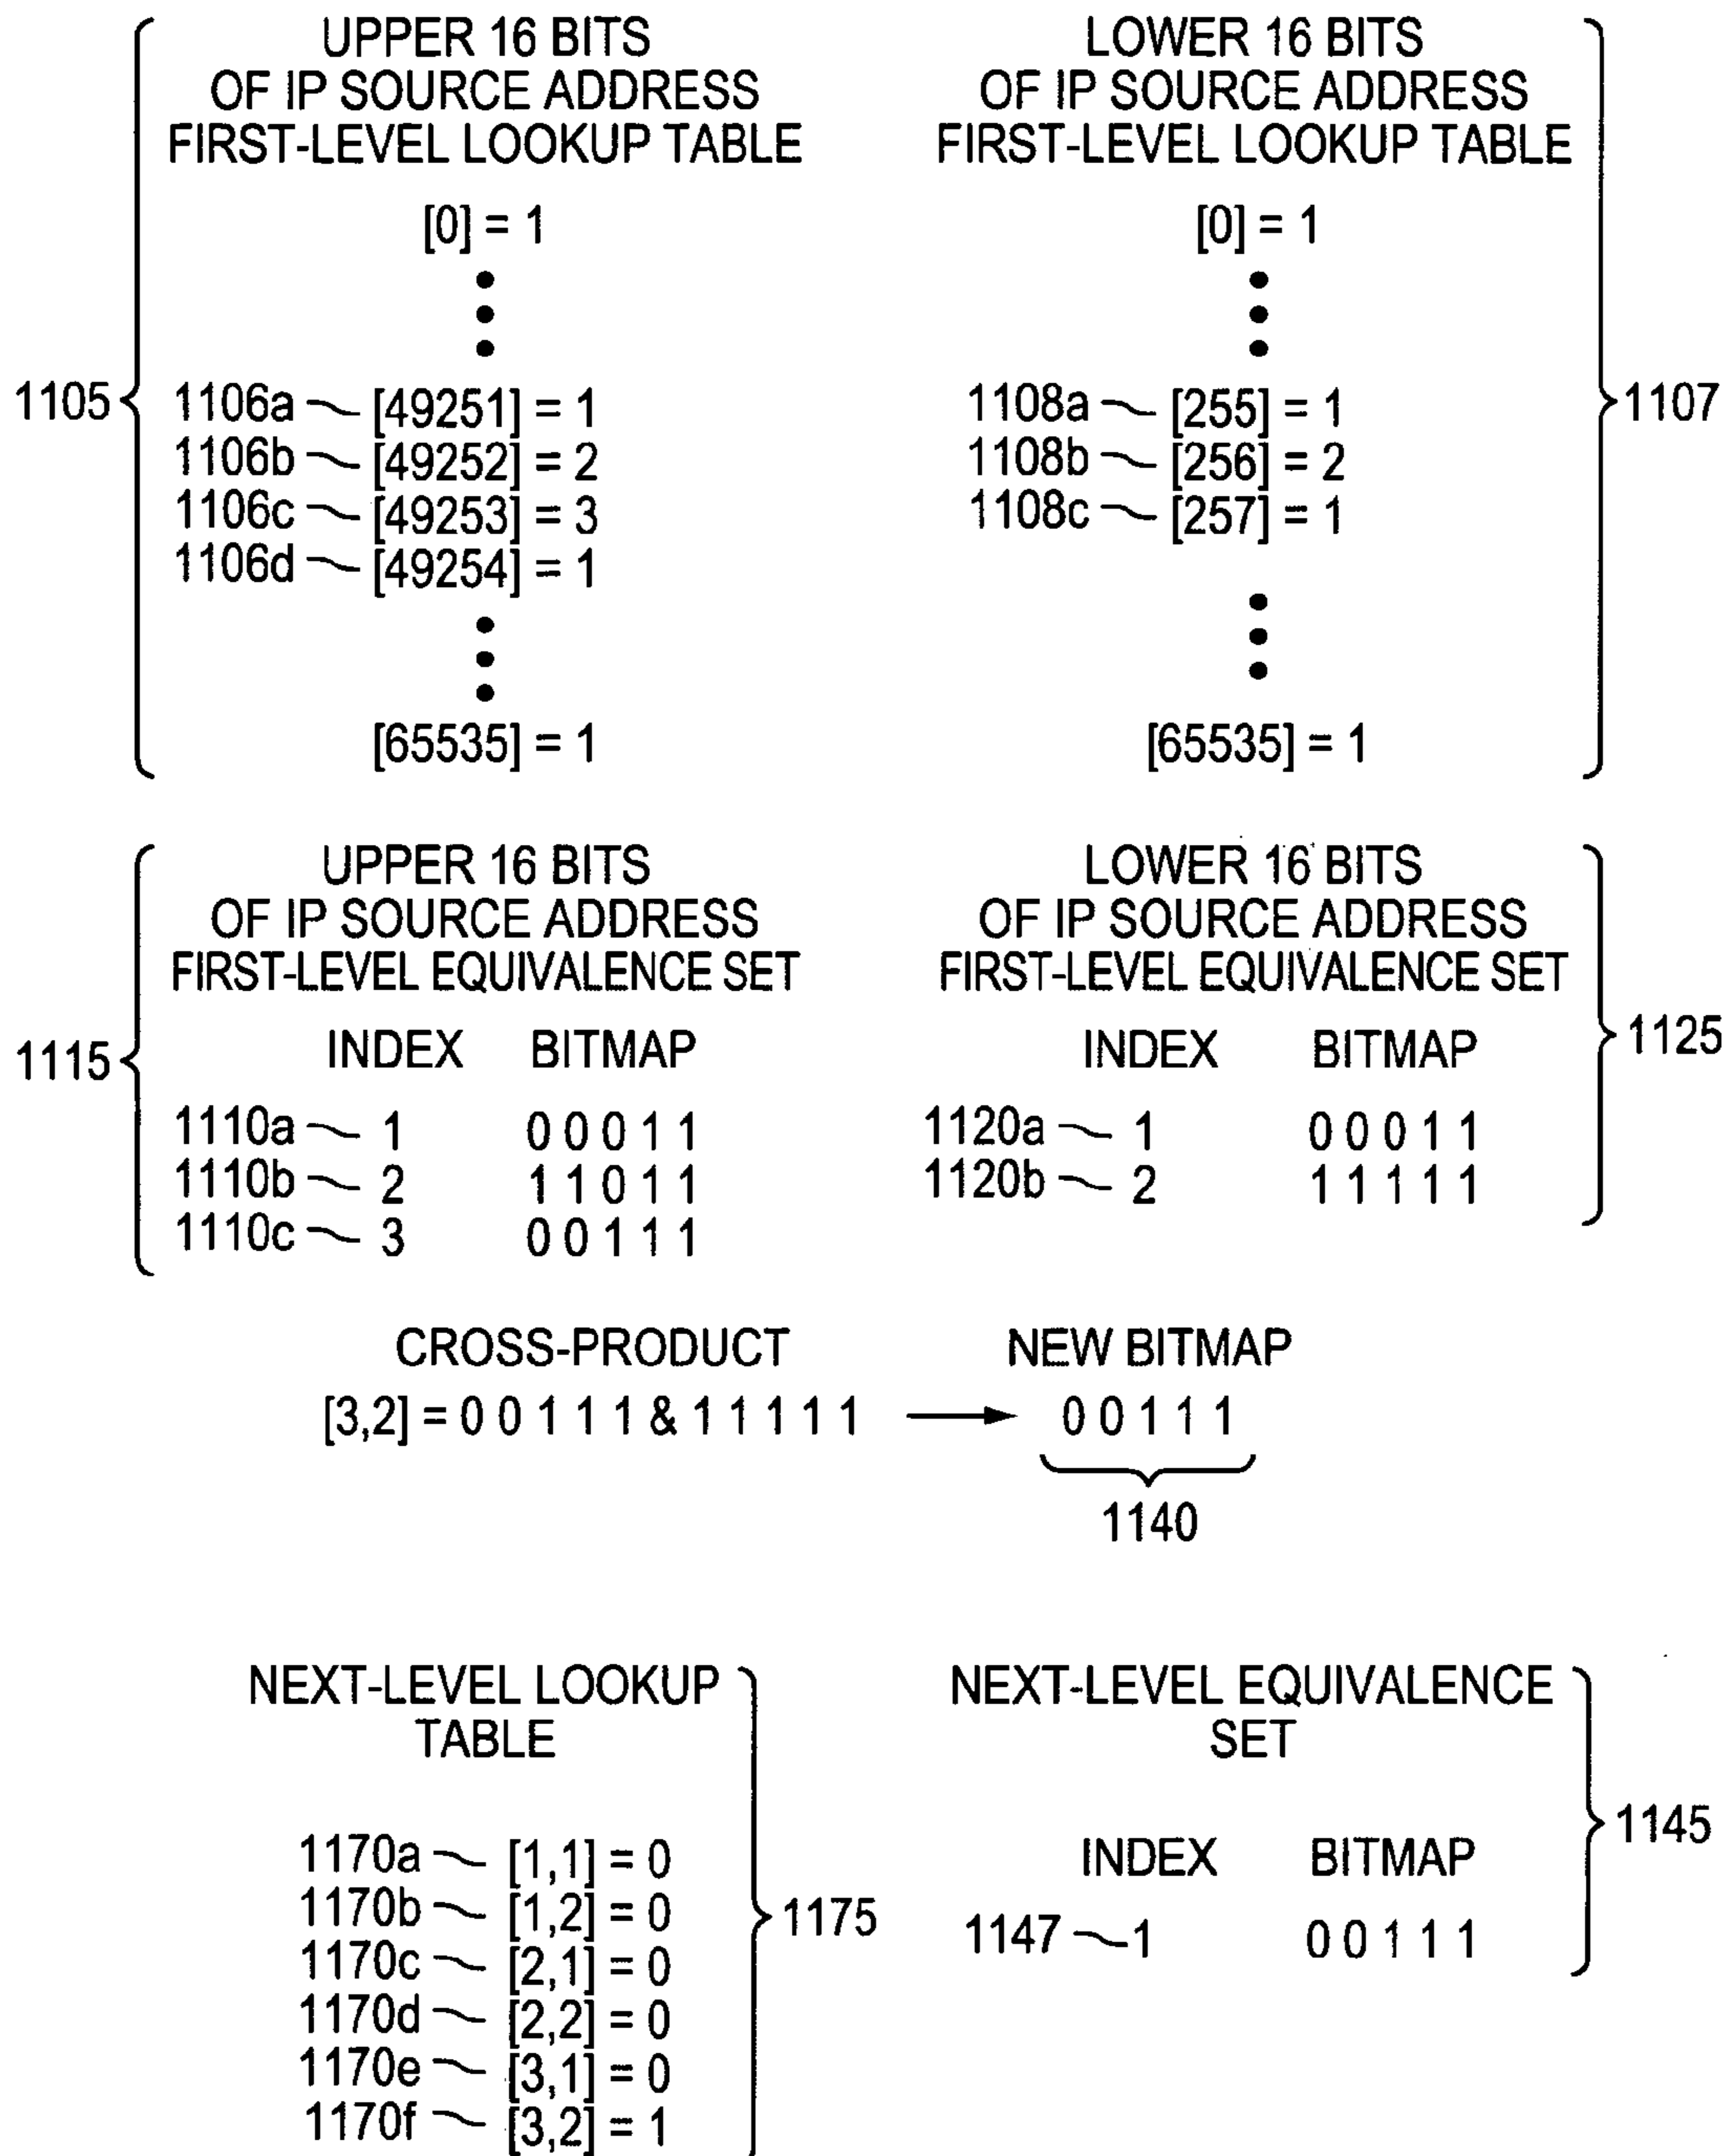 UPPER 16 BITS
OF IP SOURCE ADDRESS
FIRST-LEVEL LOOKUP TABLE
[0] = 1
1105
1106a [49251] = 1
1106b [49252] = 2
1106c [49253] = 3
1106d [49254] = 1
[65535] = 1
LOWER 16 BITS
OF IP SOURCE ADDRESS
FIRST-LEVEL LOOKUP TABLE
[0] = 1
1108a [255] = 1
1108b [256] = 2
1108c [257] = 1
[65535] = 1
1107
UPPER 16 BITS
OF IP SOURCE ADDRESS
FIRST-LEVEL EQUIVALENCE SET
INDEX BITMAP
1115
1110a 1 0 0 0 1 1
1110b 2 1 1 0 1 1
1110c 3 0 0 1 1 1
LOWER 16 BITS
OF IP SOURCE ADDRESS
FIRST-LEVEL EQUIVALENCE SET
INDEX BITMAP
1125
1120a 1 0 0 0 1 1
1120b 2 1 1 1 1 1
CROSS-PRODUCT NEW BITMAP
[3,2] = 0 0 1 1 1 & 1 1 1 1 1 → 0 0 1 1 1
1140
NEXT-LEVEL LOOKUP
TABLE
1170a [1,1] = 0
1170b [1,2] = 0
1170c [2,1] = 0
1170d [2,2] = 0
1170e [3,1] = 0
1170f [3,2] = 1
1175
NEXT-LEVEL EQUIVALENCE
SET
INDEX BITMAP
1147 1 0 0 1 1 1
1145